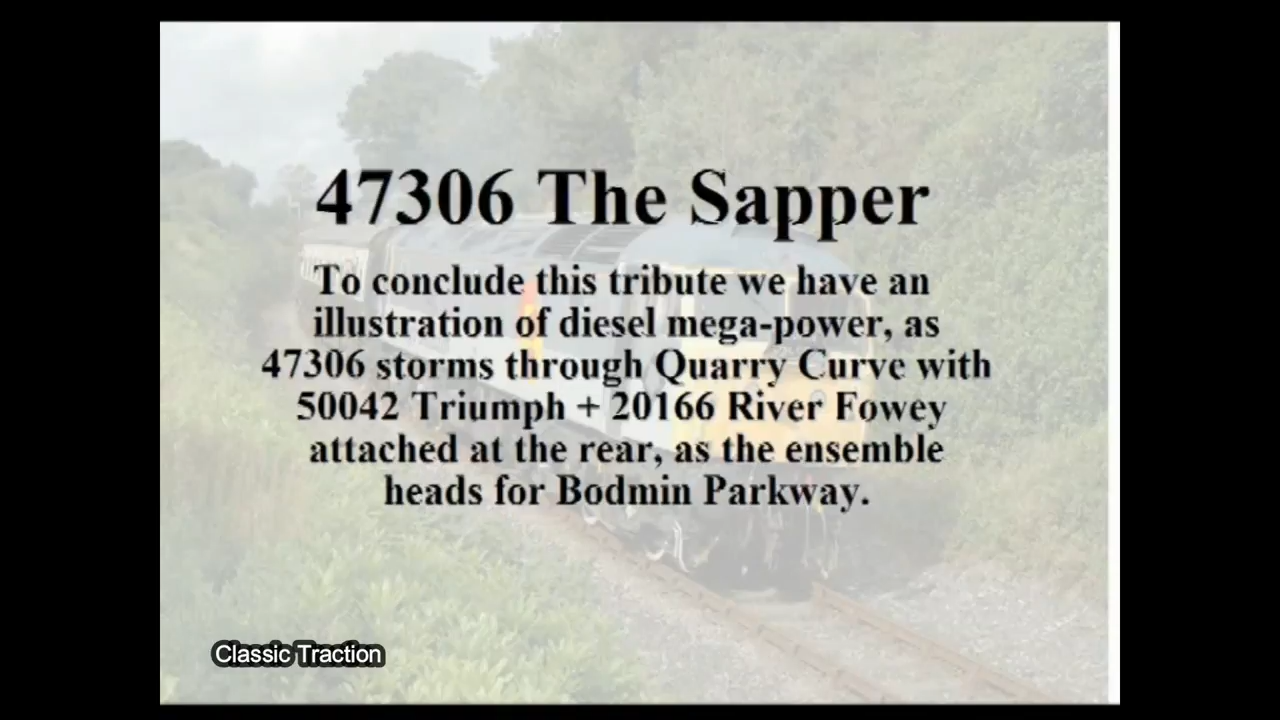 47306 The Sapper
To conclude this tribute we have an
illustration of diesel mega-power, as
47306 storms through Quarry Curve with
50042 Triumph + 20166 River Fowey
attached at the rear, as the ensemble
heads for Bodmin Parkway.
Classic Traction